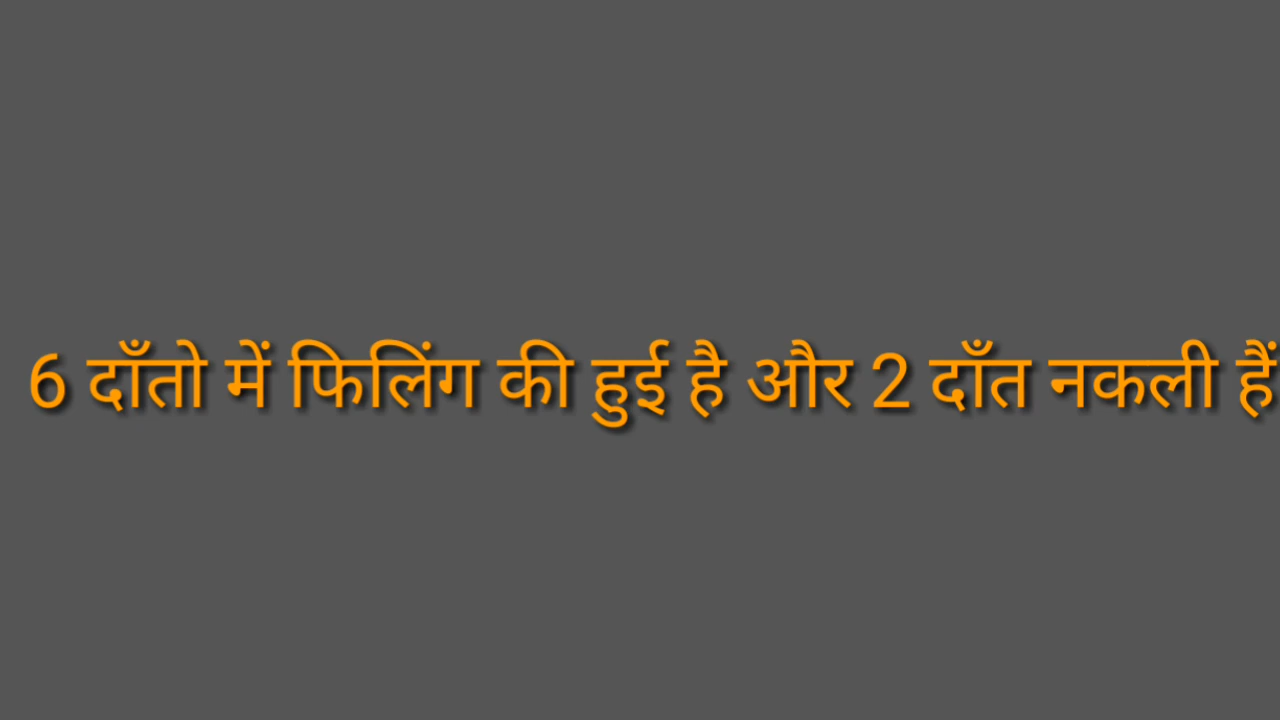 6 दाँतो में फिलिंग की हुई है और 2 दाँत नकली हैं